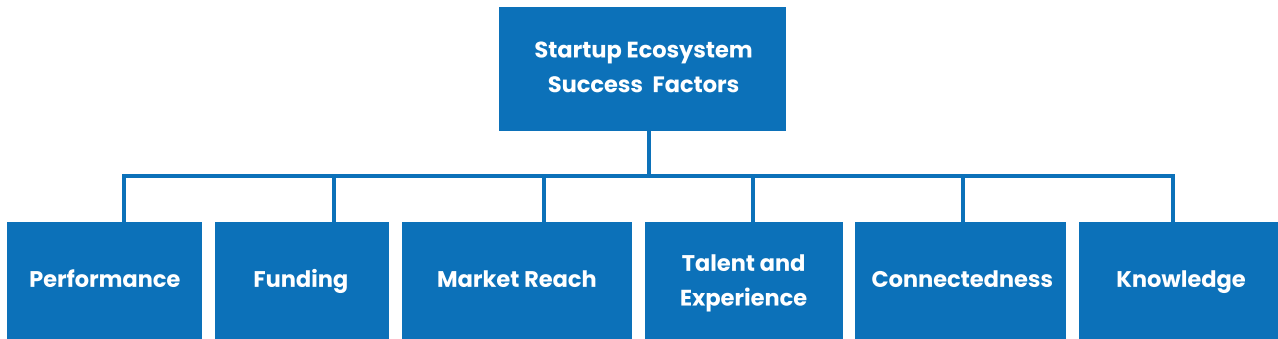 Startup Ecosystem
Success Factors
Performance
Funding
Market Reach
Talent and
Experience
Connectedness
Knowledge